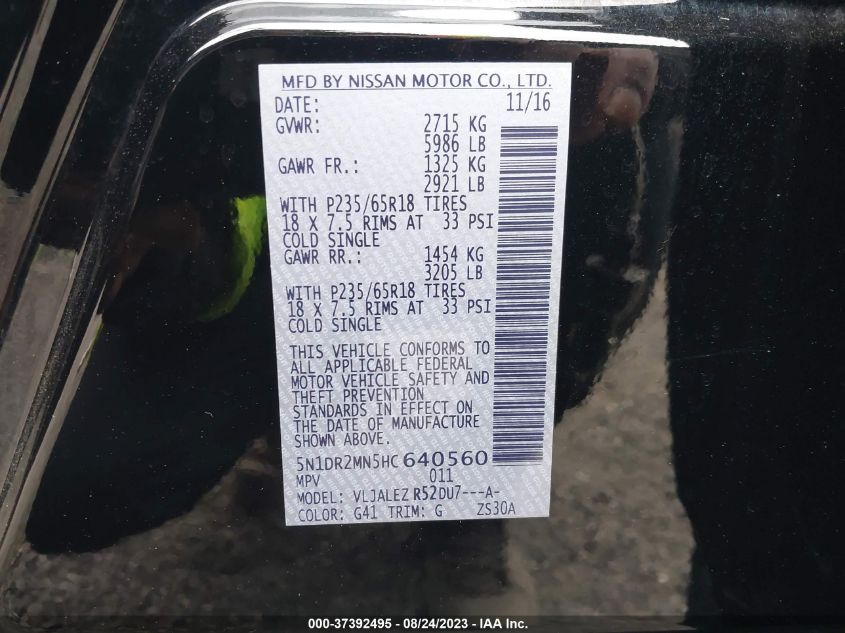 MFD BY NISSAN MOTOR CO., LTD.
DATE: 11/16
GVWR: 2715 KG
5986 LB
GAWR FR.: 1325 KG
2921 LB
WITH P235/65R18 TIRES
18 X 7.5 RIMS AT 33 PSI
COLD SINGLE
GAWR RR.: 1454 KG
3205 LB
WITH P235/65R18 TIRES
18 X 7.5 RIMS AT 33 PSI
COLD SINGLE
THIS VEHICLE CONFORMS TO
ALL APPLICABLE FEDERAL
MOTOR VEHICLE SAFETY AND
THEFT PREVENTION
STANDARDS IN EFFECT ON
THE DATE OF MANUFACTURE
SHOWN ABOVE.
5N1DR2MN5HC640560
MPV 011
MODEL: VLJALEZ R52DU7---A-
COLOR: G41 TRIM: G ZS30A
000-37392495 - 08/24/2023 - IAA Inc.